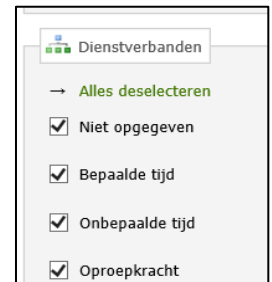 Dienstverbanden
→ Alles deselecteren
Niet opgegeven
Bepaalde tijd
Onbepaalde tijd
Oproepkracht